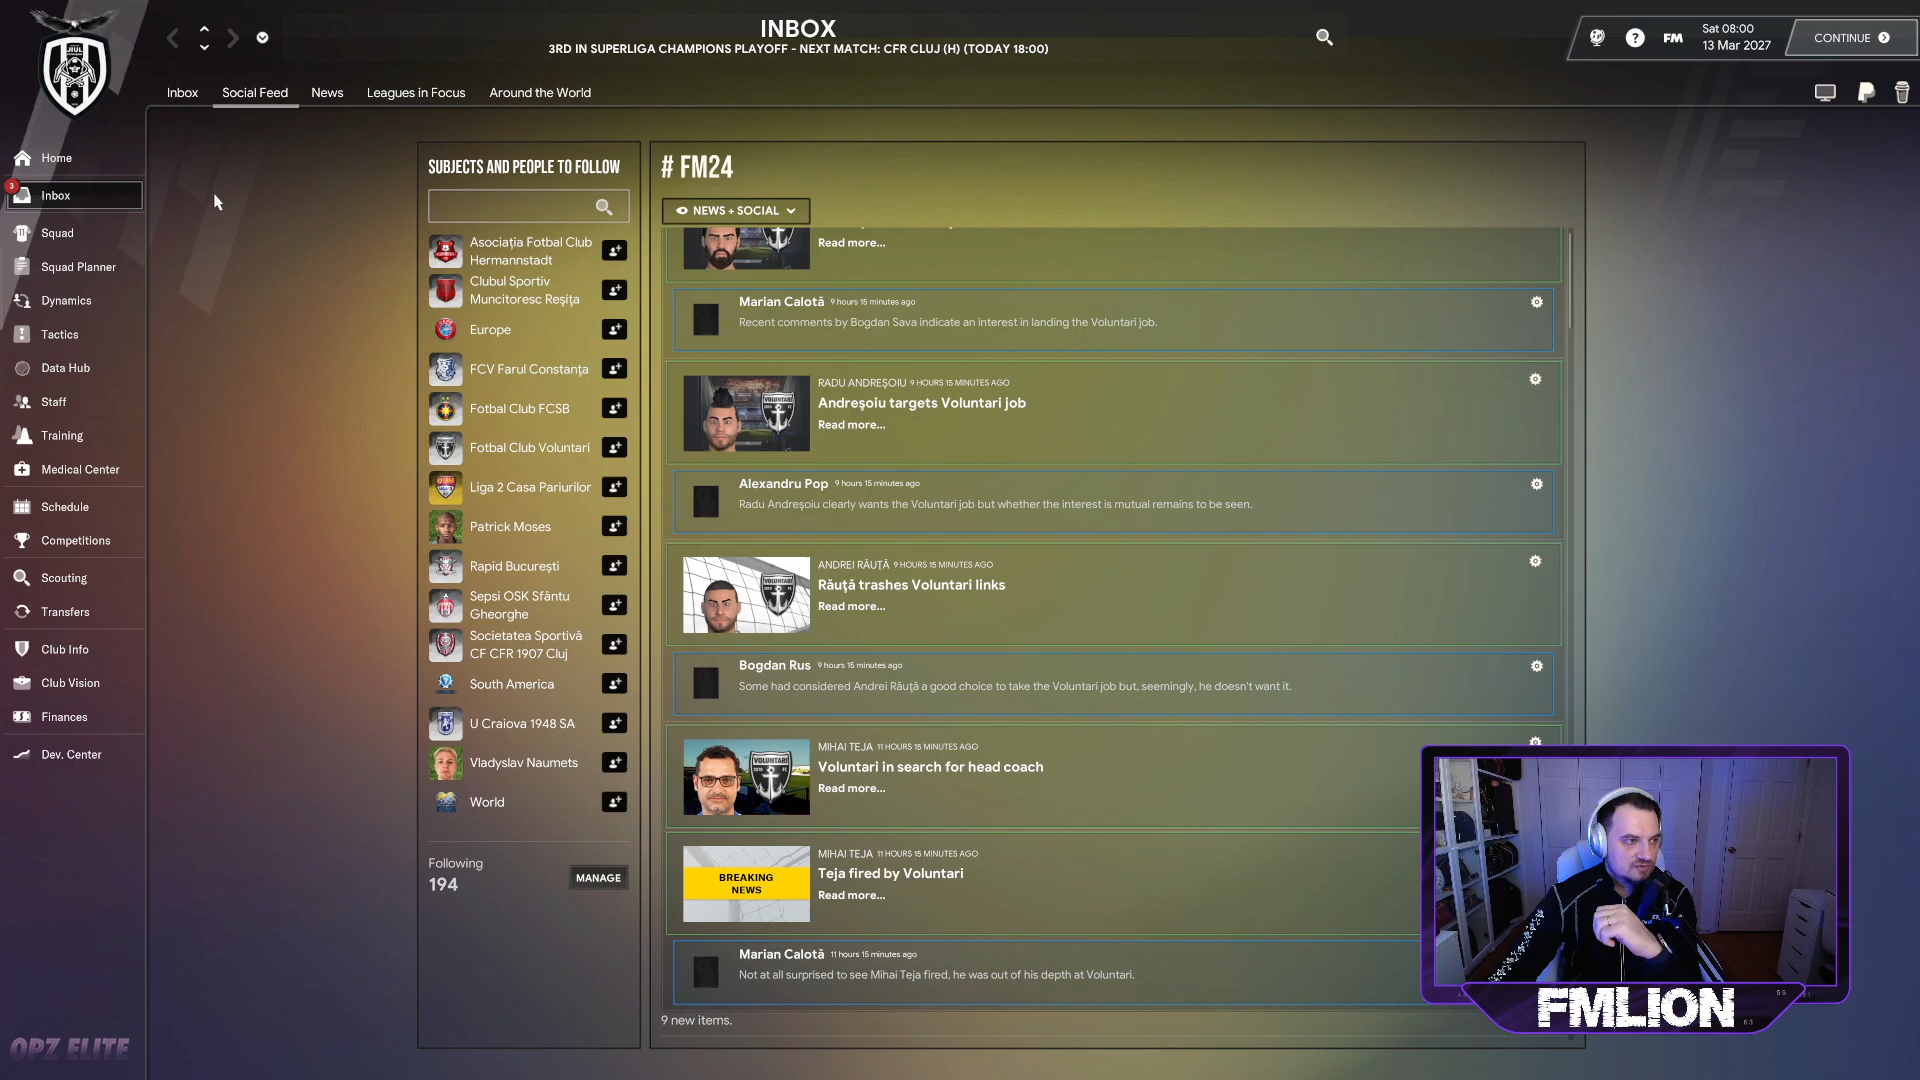 JIUL
INBOX
3RD IN SUPERLIGA CHAMPIONS PLAYOFF - NEXT MATCH: CFR CLUJ (H) (TODAY 18:00)
FM
Sat 08:00
13 Mar 2027
CONTINUE
Inbox
Social Feed
News
Leagues in Focus
Around the World
Home
3
Inbox
Squad
Squad Planner
Dynamics
Tactics
Data Hub
Staff
Training
Medical Center
Schedule
Competitions
Scouting
Transfers
Club Info
Club Vision
Finances
Dev. Center
OPZ ELITE
SUBJECTS AND PEOPLE TO FOLLOW
Asociația Fotbal Club
Hermannstadt
Clubul Sportiv
Muncitoresc Reșița
Europe
FCV Farul Constanța
Fotbal Club FCSB
Fotbal Club Voluntari
Liga 2 Casa Pariurilor
Patrick Moses
Rapid București
Sepsi OSK Sfântu
Gheorghe
Societatea Sportivă
CF CFR 1907 Cluj
South America
U Craiova 1948 SA
Vladyslav Naumets
World
Following
194
MANAGE
# FM24
NEWS + SOCIAL
Read more...
Marian Calotă 9 hours 15 minutes ago
Recent comments by Bogdan Sava indicate an interest in landing the Voluntari job.
RADU ANDREȘOIU 9 HOURS 15 MINUTES AGO
Andreșoiu targets Voluntari job
Read more...
VOLUNTARI
Alexandru Pop 9 hours 15 minutes ago
Radu Andreșoiu clearly wants the Voluntari job but whether the interest is mutual remains to be seen.
ANDREI RĂUȚĂ 9 HOURS 15 MINUTES AGO
Răuță trashes Voluntari links
Read more...
VOLUNTARI
Bogdan Rus 9 hours 15 minutes ago
Some had considered Andrei Răuță a good choice to take the Voluntari job but, seemingly, he doesn't want it.
MIHAI TEJA 11 HOURS 15 MINUTES AGO
Voluntari in search for head coach
Read more...
VOLUNTARI
MIHAI TEJA 11 HOURS 15 MINUTES AGO
Teja fired by Voluntari
Read more...
BREAKING
NEWS
Marian Calotă 11 hours 15 minutes ago
Not at all surprised to see Mihai Teja fired, he was out of his depth at Voluntari.
9 new items.
FMLION
55
63